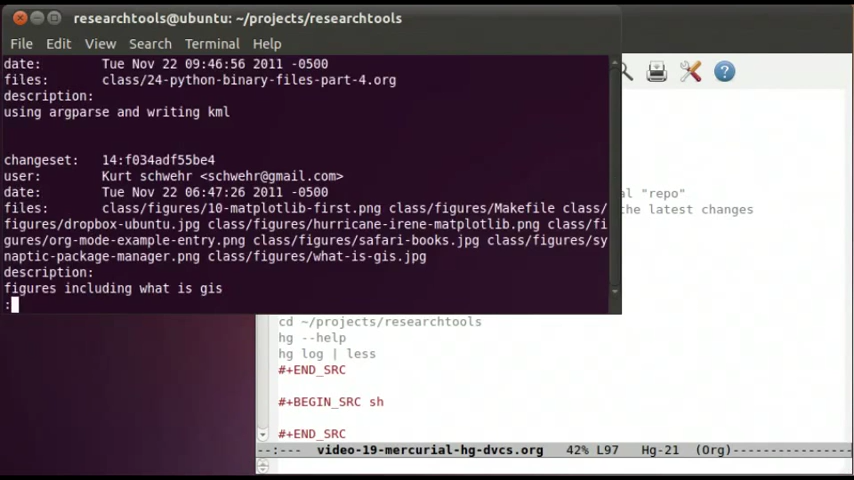 researchtools@ubuntu: ~/projects/researchtools
File Edit View Search Terminal Help
date: Tue Nov 22 09:46:56 2011 -0500
files: class/24-python-binary-files-part-4.org
description:
using argparse and writing kml
changeset: 14:f034adf55be4
user: Kurt schwehr <schwehr@gmail.com>
date: Tue Nov 22 06:47:26 2011 -0500
files: class/figures/10-matplotlib-first.png class/figures/Makefile class/
figures/dropbox-ubuntu.jpg class/figures/hurricane-irene-matplotlib.png class/fi
gures/org-mode-example-entry.png class/figures/safari-books.jpg class/figures/sy
naptic-package-manager.png class/figures/what-is-gis.jpg
description:
figures including what is gis
:
al "repo"
the latest changes
cd ~/projects/researchtools
hg --help
hg log | less
#+END_SRC
#+BEGIN_SRC sh
#+END_SRC
--:--- video-19-mercurial-hg-dvcs.org 42% L97 Hg-21 (Org)----------------